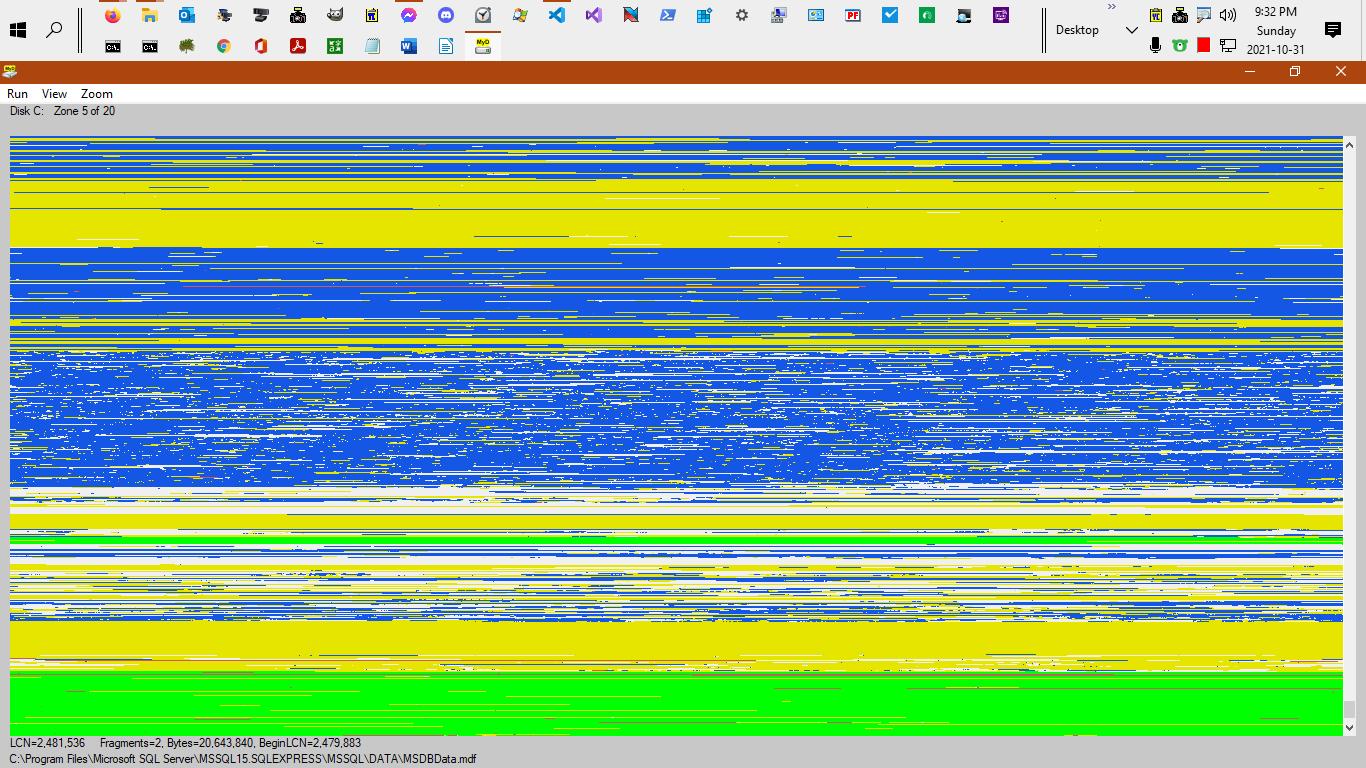 9:32 PM
Desktop
Sunday
2021-10-31
Run View Zoom
Disk C: Zone 5 of 20
LCN=2,481,536 Fragments=2, Bytes=20,643,840, BeginLCN=2,479,883
C:\Program Files\Microsoft SQL Server\MSSQL15.SQLEXPRESS\MSSQL\DATA\MSDBData.mdf